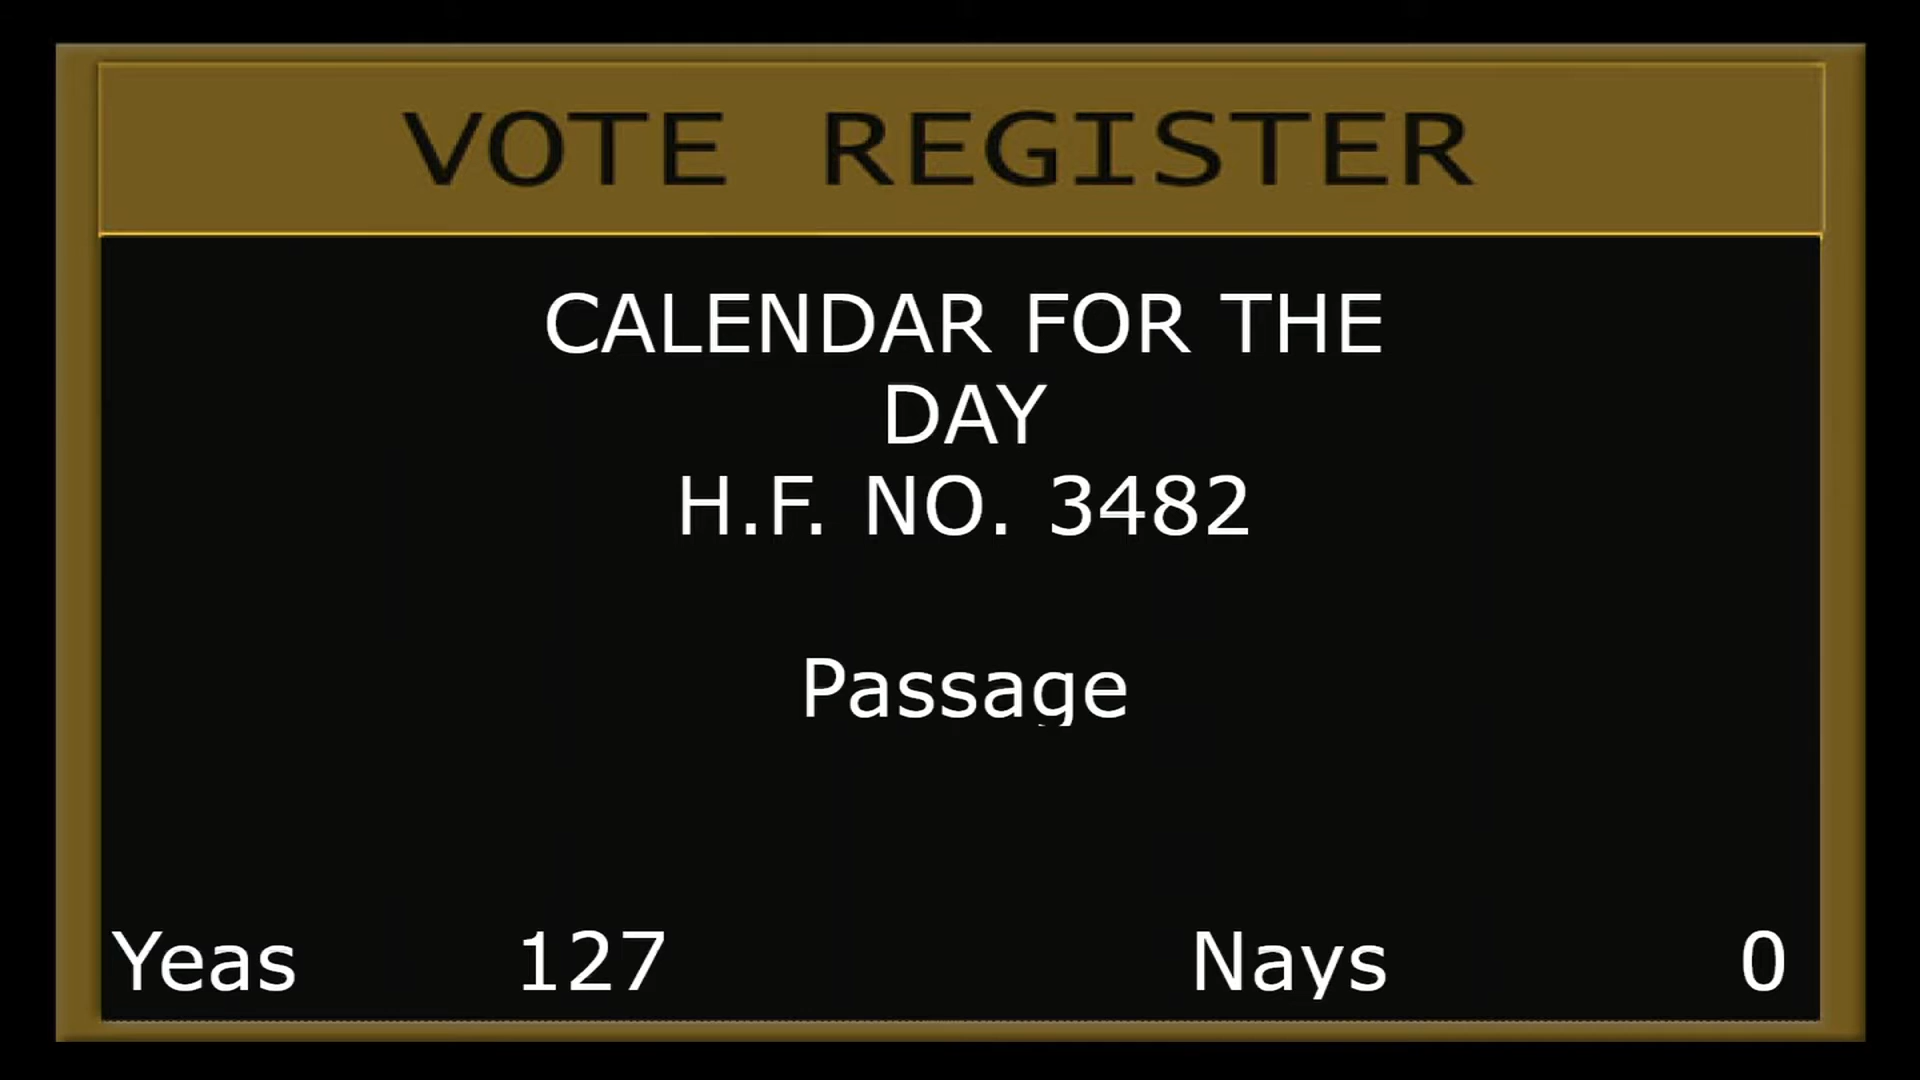 VOTE REGISTER
CALENDAR FOR THE
DAY
H.F. NO. 3482
Passage
Yeas 127 Nays 0